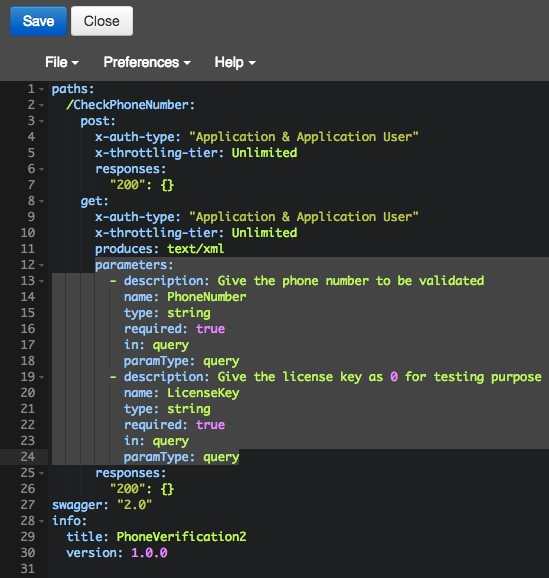 Save Close
File Preferences Help
1 paths:
2 /CheckPhoneNumber:
3 post:
4 x-auth-type: "Application & Application User"
5 x-throttling-tier: Unlimited
6 responses:
7 "200": {}
8 get:
9 x-auth-type: "Application & Application User"
10 x-throttling-tier: Unlimited
11 produces: text/xml
12 parameters:
13 - description: Give the phone number to be validated
14 name: PhoneNumber
15 type: string
16 required: true
17 in: query
18 paramType: query
19 - description: Give the license key as 0 for testing purpose
20 name: LicenseKey
21 type: string
22 required: true
23 in: query
24 paramType: query
25 responses:
26 "200": {}
27 swagger: "2.0"
28 info:
29 title: PhoneVerification2
30 version: 1.0.0
31